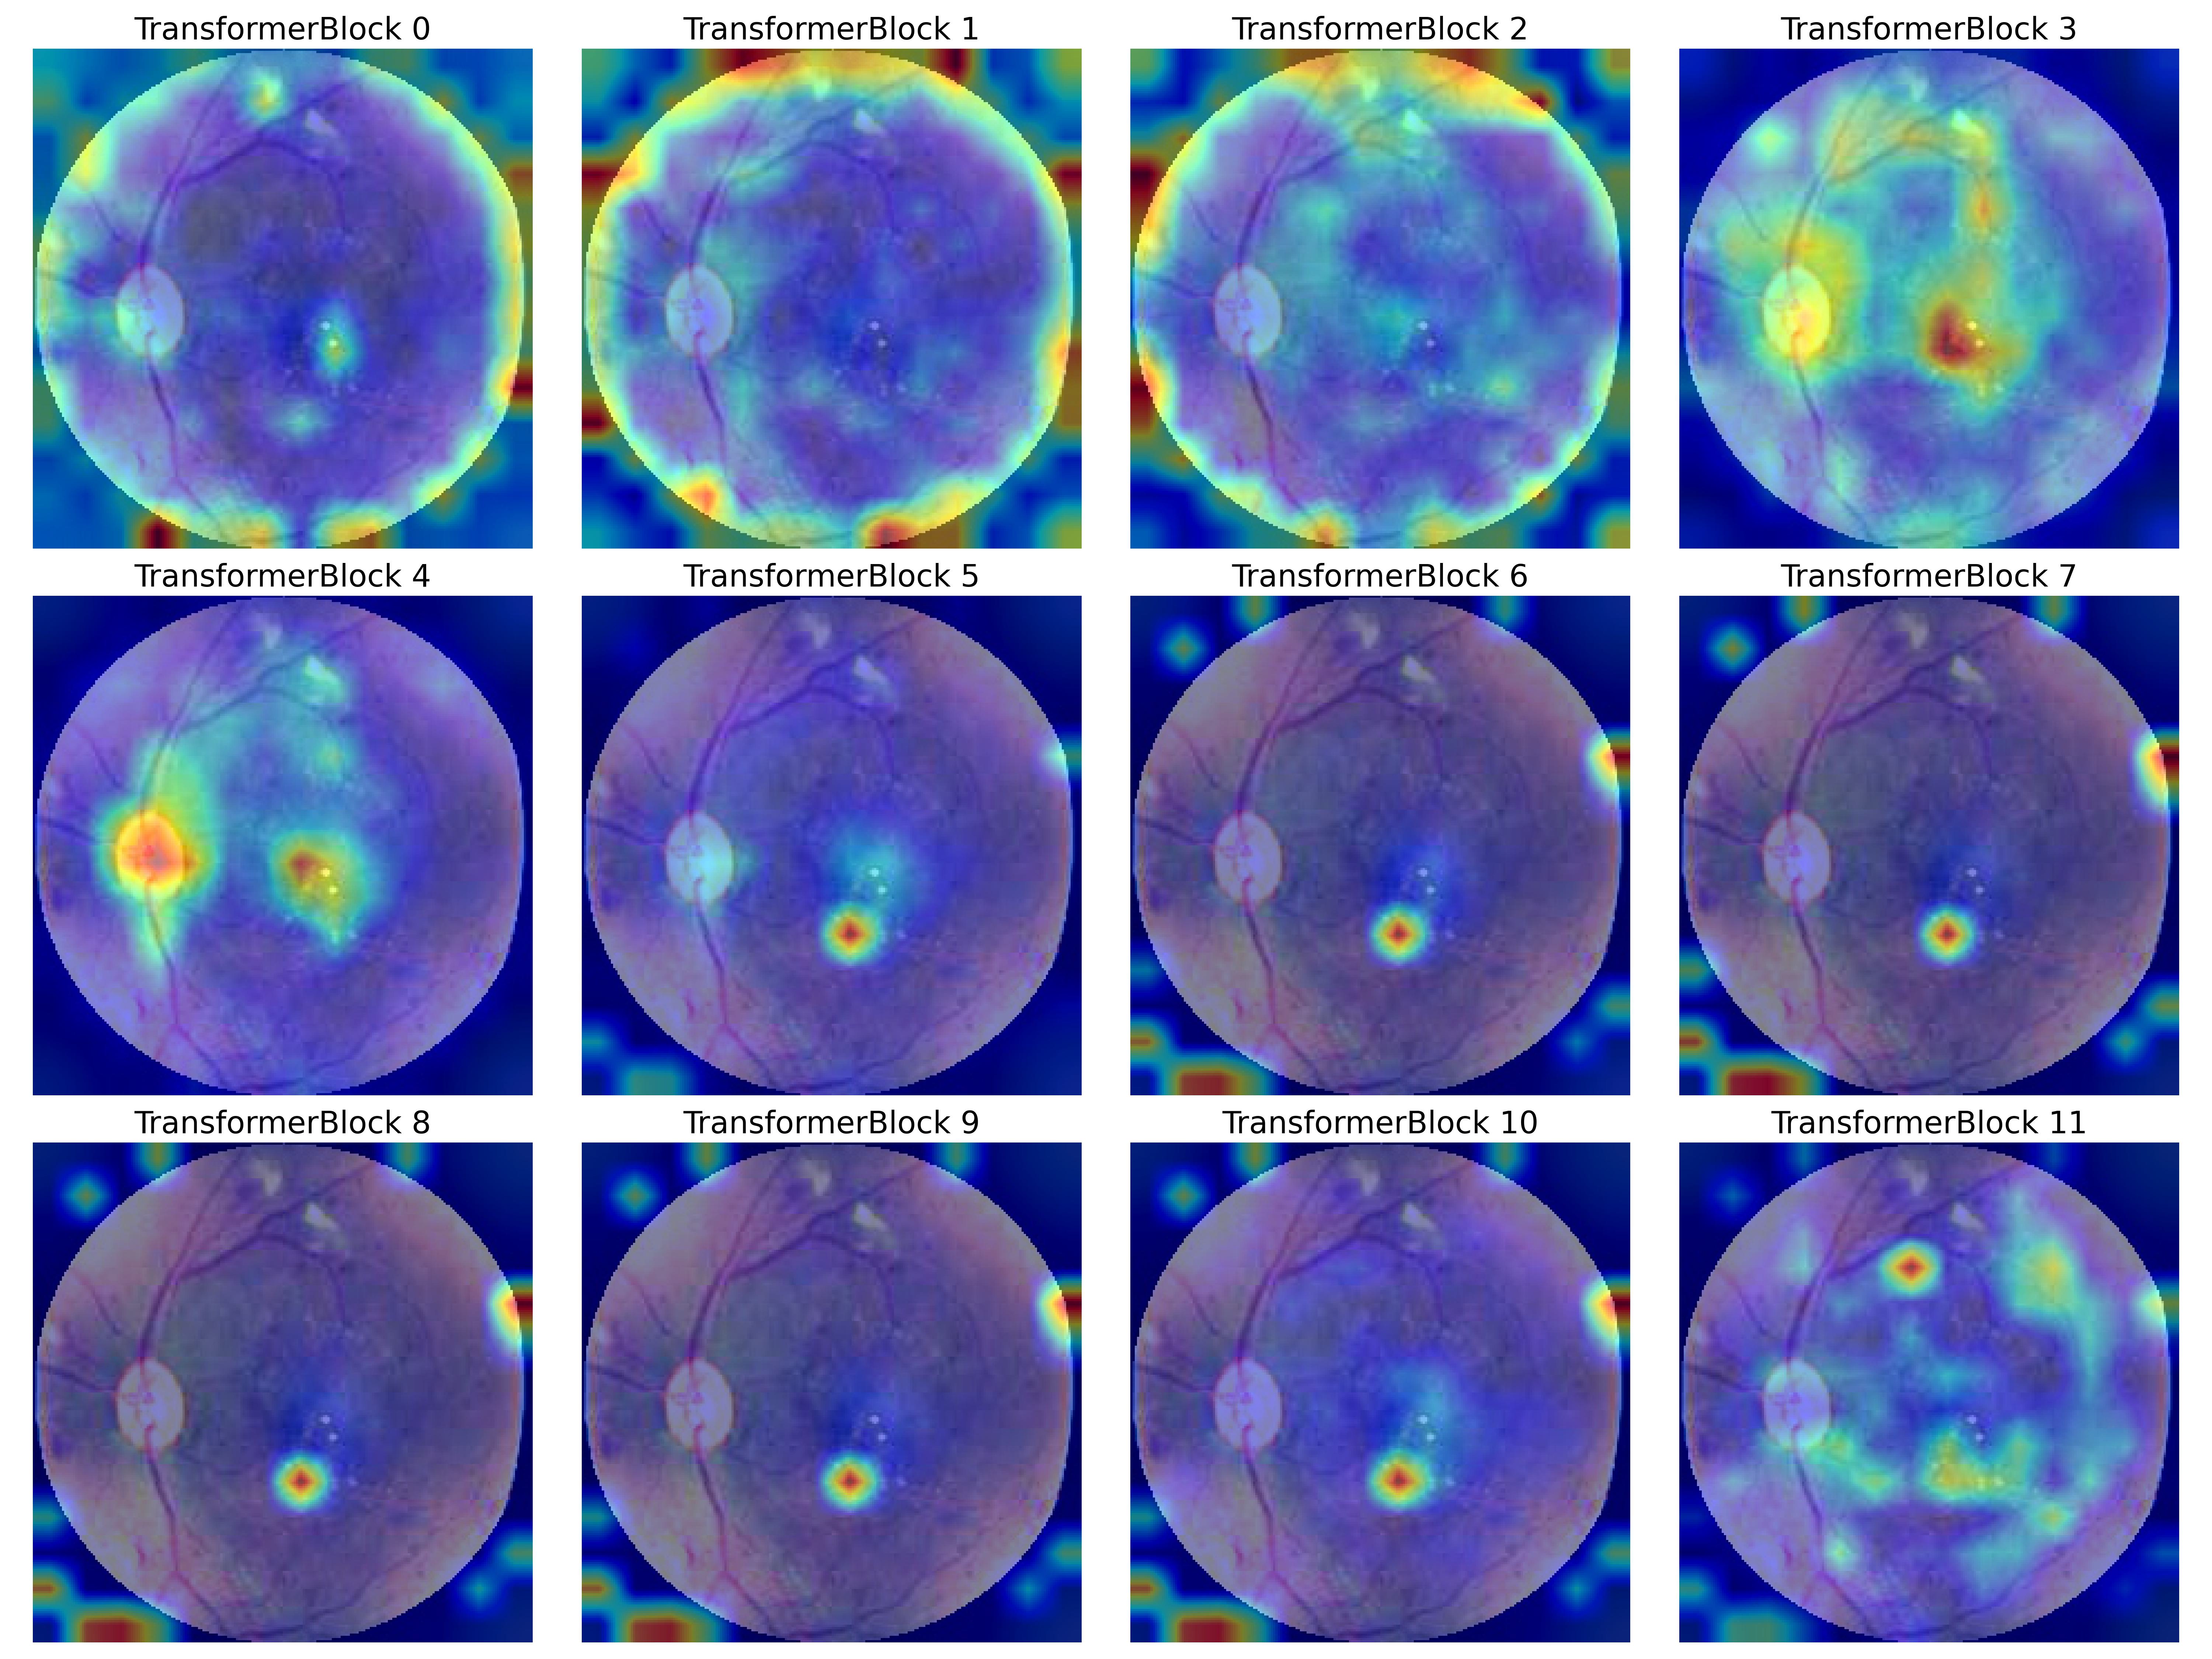 TransformerBlock 0
TransformerBlock 1
TransformerBlock 2
TransformerBlock 3
TransformerBlock 4
TransformerBlock 5
TransformerBlock 6
TransformerBlock 7
TransformerBlock 8
TransformerBlock 9
TransformerBlock 10
TransformerBlock 11